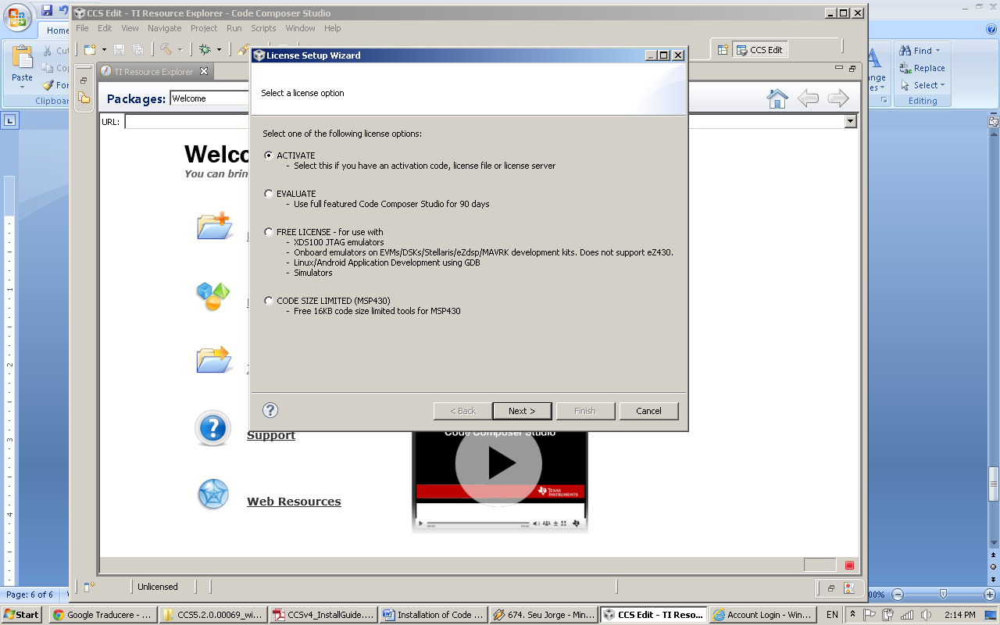 CCS Edit - TI Resource Explorer - Code Composer Studio
File Edit View Navigate Project Run Scripts Window Help
Home
Paste
Cut
Clipboar
Find
Replace
Select
Editing
CCS Edit
TI Resource Explorer
Packages: Welcome
URL:
Welco
You can brin
License Setup Wizard
Select a license option
Select one of the following license options:
ACTIVATE
- Select this if you have an activation code, license file or license server
EVALUATE
- Use full featured Code Composer Studio for 90 days
FREE LICENSE - for use with
- XDS100 JTAG emulators
- Onboard emulators on EVMs/DSKs/Stellaris/eZdsp/MAVRK development kits. Does not support eZ430.
- Linux/Android Application Development using GDB
- Simulators
CODE SIZE LIMITED (MSP430)
- Free 16KB code size limited tools for MSP430
< Back Next > Finish Cancel
Support
Code Composer Studio
TEXAS INSTRUMENTS
Web Resources
Unlicensed
Page: 6 of 6
00%
Start
Google Traducere - ...
CCS5.2.0.00069_wi...
CCSv4_InstallGuide....
Installation of Code ...
674. Seu Jorge - Min...
CCS Edit - TI Reso...
Account Login - Win...
EN
2:14 PM